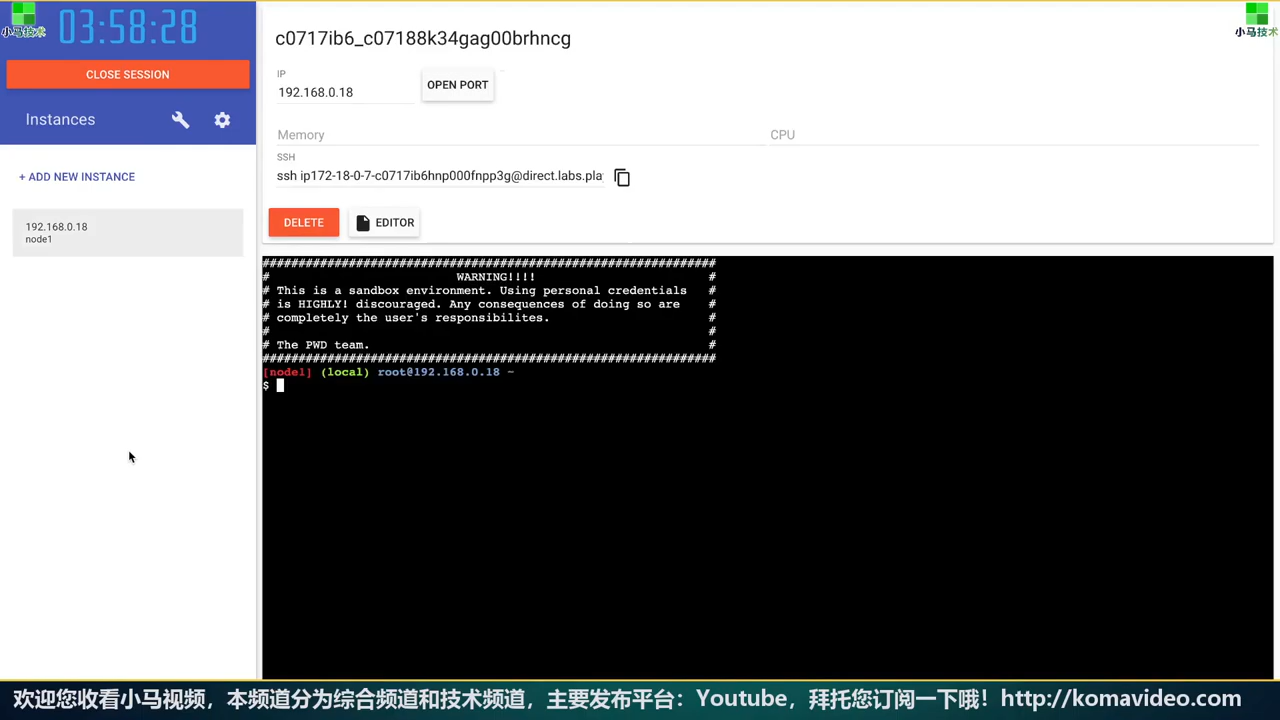 小马技术
03:58:28
小马技术
CLOSE SESSION
Instances
+ ADD NEW INSTANCE
192.168.0.18
node1
c0717ib6_c07188k34gag00brhncg
IP
192.168.0.18
OPEN PORT
Memory
CPU
SSH
ssh ip172-18-0-7-c0717ib6hnp000fnpp3g@direct.labs.pla
DELETE
EDITOR
###############################################################
# WARNING!!!! #
# This is a sandbox environment. Using personal credentials #
# is HIGHLY! discouraged. Any consequences of doing so are #
# completely the user's responsibilites. #
# #
# The PWD team. #
###############################################################
[node1] (local) root@192.168.0.18 ~
$
欢迎您收看小马视频，本频道分为综合频道和技术频道，主要发布平台：Youtube，拜托您订阅一下哦！http://komavideo.com